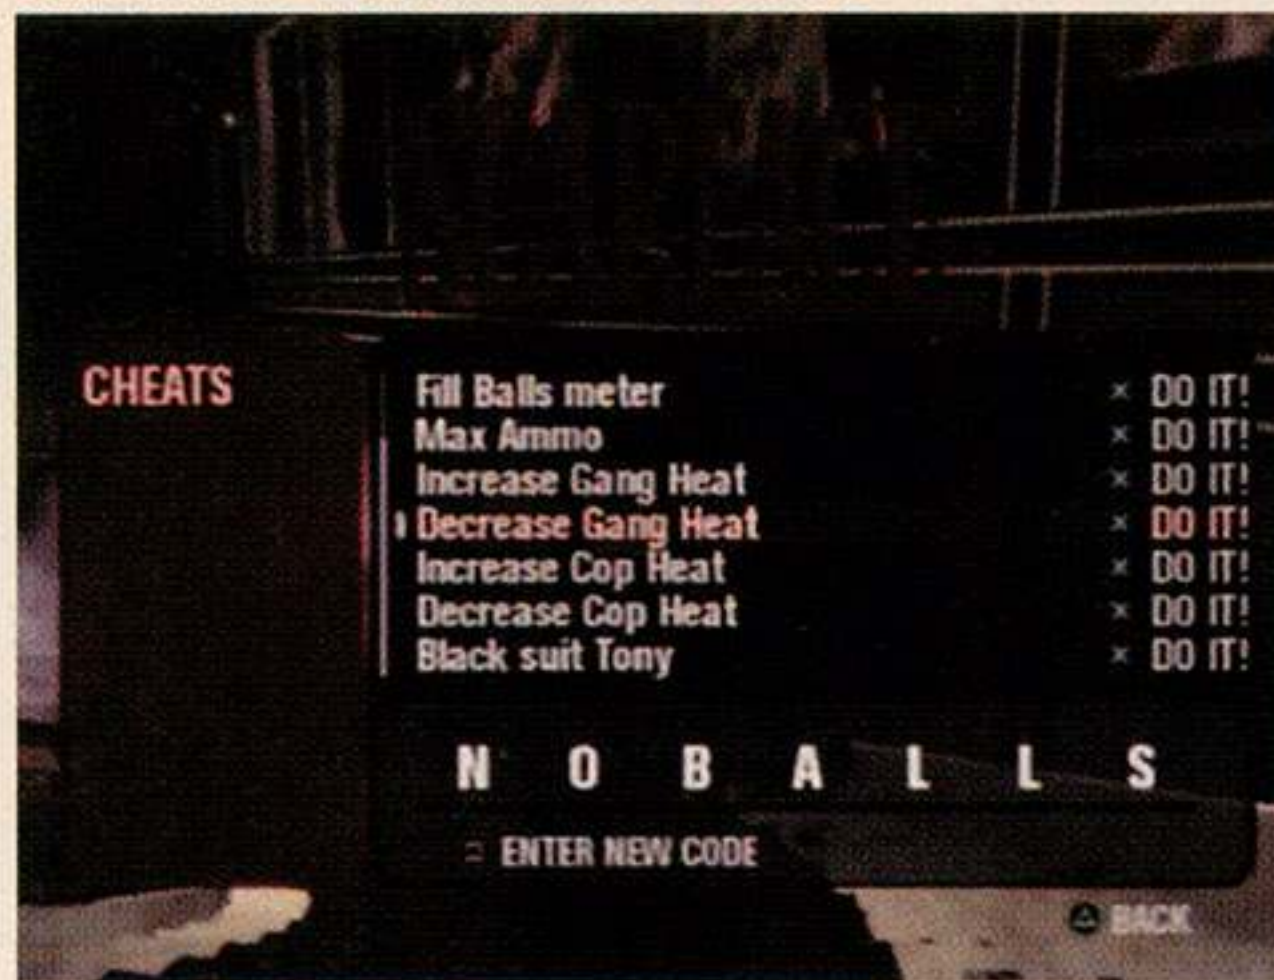 CHEATS
Fill Balls meter × DO IT!
Max Ammo × DO IT!
Increase Gang Heat × DO IT!
Decrease Gang Heat × DO IT!
Increase Cop Heat × DO IT!
Decrease Cop Heat × DO IT!
Black suit Tony × DO IT!
N O B A L L S
ENTER NEW CODE
BACK